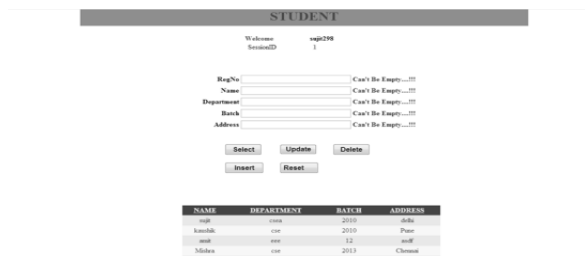 STUDENT
Welcome sujit298
SessionID 1
RegNo Can't Be Empty....!!!
Name Can't Be Empty....!!!
Department Can't Be Empty....!!!
Batch Can't Be Empty....!!!
Address Can't Be Empty....!!!
Select Update Delete
Insert Reset
NAME DEPARTMENT BATCH ADDRESS
sujit 2010 delhi
kaushik cse 2010 Pune
amit eee 12 asdf
Mishra cse 2013 Chennai